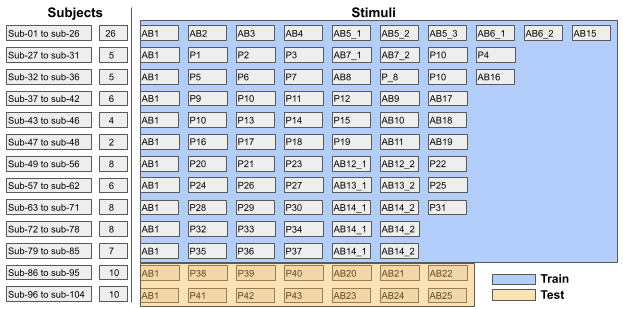 Subjects Stimuli
Sub-01 to sub-26 26 AB1 AB2 AB3 AB4 AB5_1 AB5_2 AB5_3 AB6_1 AB6_2 AB15
Sub-27 to sub-31 5 AB1 P1 P2 P3 AB7_1 AB7_2 P10 P4
Sub-32 to sub-36 5 AB1 P5 P6 P7 AB8 P_8 P10 AB16
Sub-37 to sub-42 6 AB1 P9 P10 P11 P12 AB9 AB17
Sub-43 to sub-46 4 AB1 P10 P13 P14 P15 AB10 AB18
Sub-47 to sub-48 2 AB1 P16 P17 P18 P19 AB11 AB19
Sub-49 to sub-56 8 AB1 P20 P21 P23 AB12_1 AB12_2 P22
Sub-57 to sub-62 6 AB1 P24 P26 P27 AB13_1 AB13_2 P25
Sub-63 to sub-71 8 AB1 P28 P29 P30 AB14_1 AB14_2 P31
Sub-72 to sub-78 8 AB1 P32 P33 P34 AB14_1 AB14_2
Sub-79 to sub-85 7 AB1 P35 P36 P37 AB14_1 AB14_2
Sub-86 to sub-95 10 AB1 P38 P39 P40 AB20 AB21 AB22
Sub-96 to sub-104 10 AB1 P41 P42 P43 AB23 AB24 AB25
Train
Test